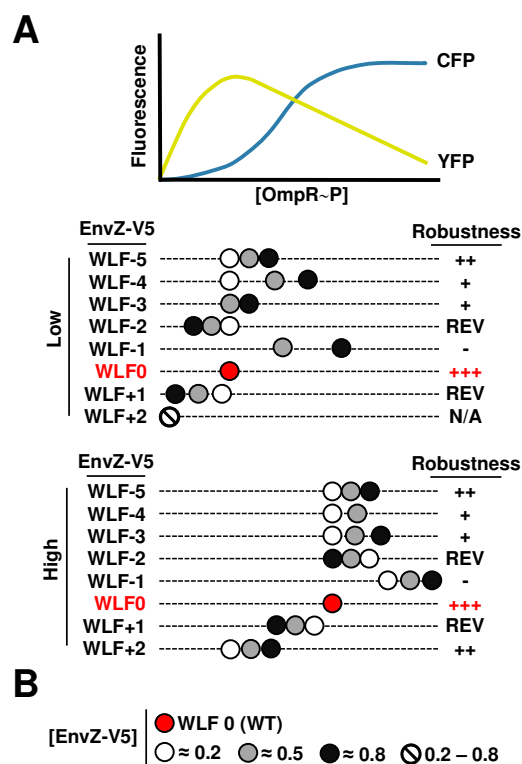 A
Fluorescence
CFP
YFP
[OmpR~P]
EnvZ-V5 Robustness
Low
WLF-5 ++
WLF-4 +
WLF-3 +
WLF-2 REV
WLF-1 -
WLF0 +++
WLF+1 REV
WLF+2 N/A
EnvZ-V5 Robustness
High
WLF-5 ++
WLF-4 +
WLF-3 +
WLF-2 REV
WLF-1 -
WLF0 +++
WLF+1 REV
WLF+2 ++
B
[EnvZ-V5]
WLF 0 (WT)
≈ 0.2 ≈ 0.5 ≈ 0.8 0.2 – 0.8